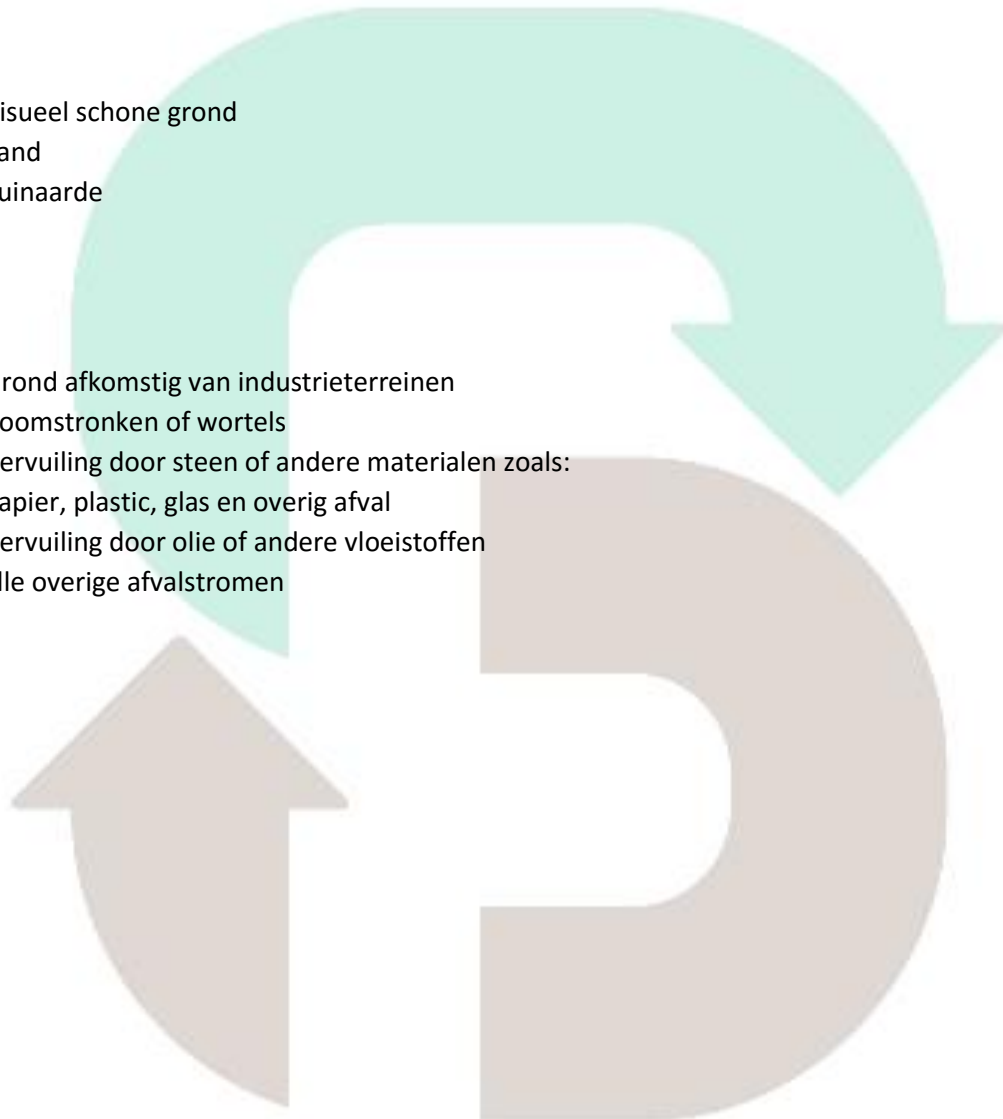 isueel schone grond
and
uinaarde
rond afkomstig van industrieterreinen
oomstronken of wortels
ervuiling door steen of andere materialen zoals:
apier, plastic, glas en overig afval
ervuiling door olie of andere vloeistoffen
lle overige afvalstromen